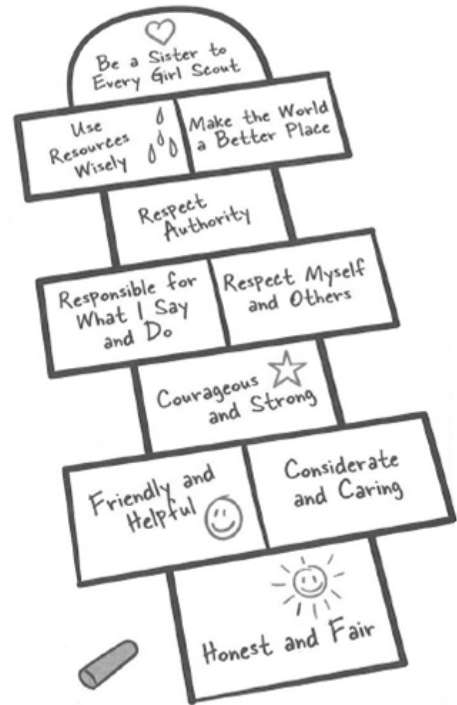 Be a Sister to
Every Girl Scout
Use
Resources
Wisely
Make the World
a Better Place
Respect
Authority
Responsible for
What I Say
and Do
Respect Myself
and Others
Courageous
and Strong
Friendly and
Helpful
Considerate
and Caring
Honest and Fair